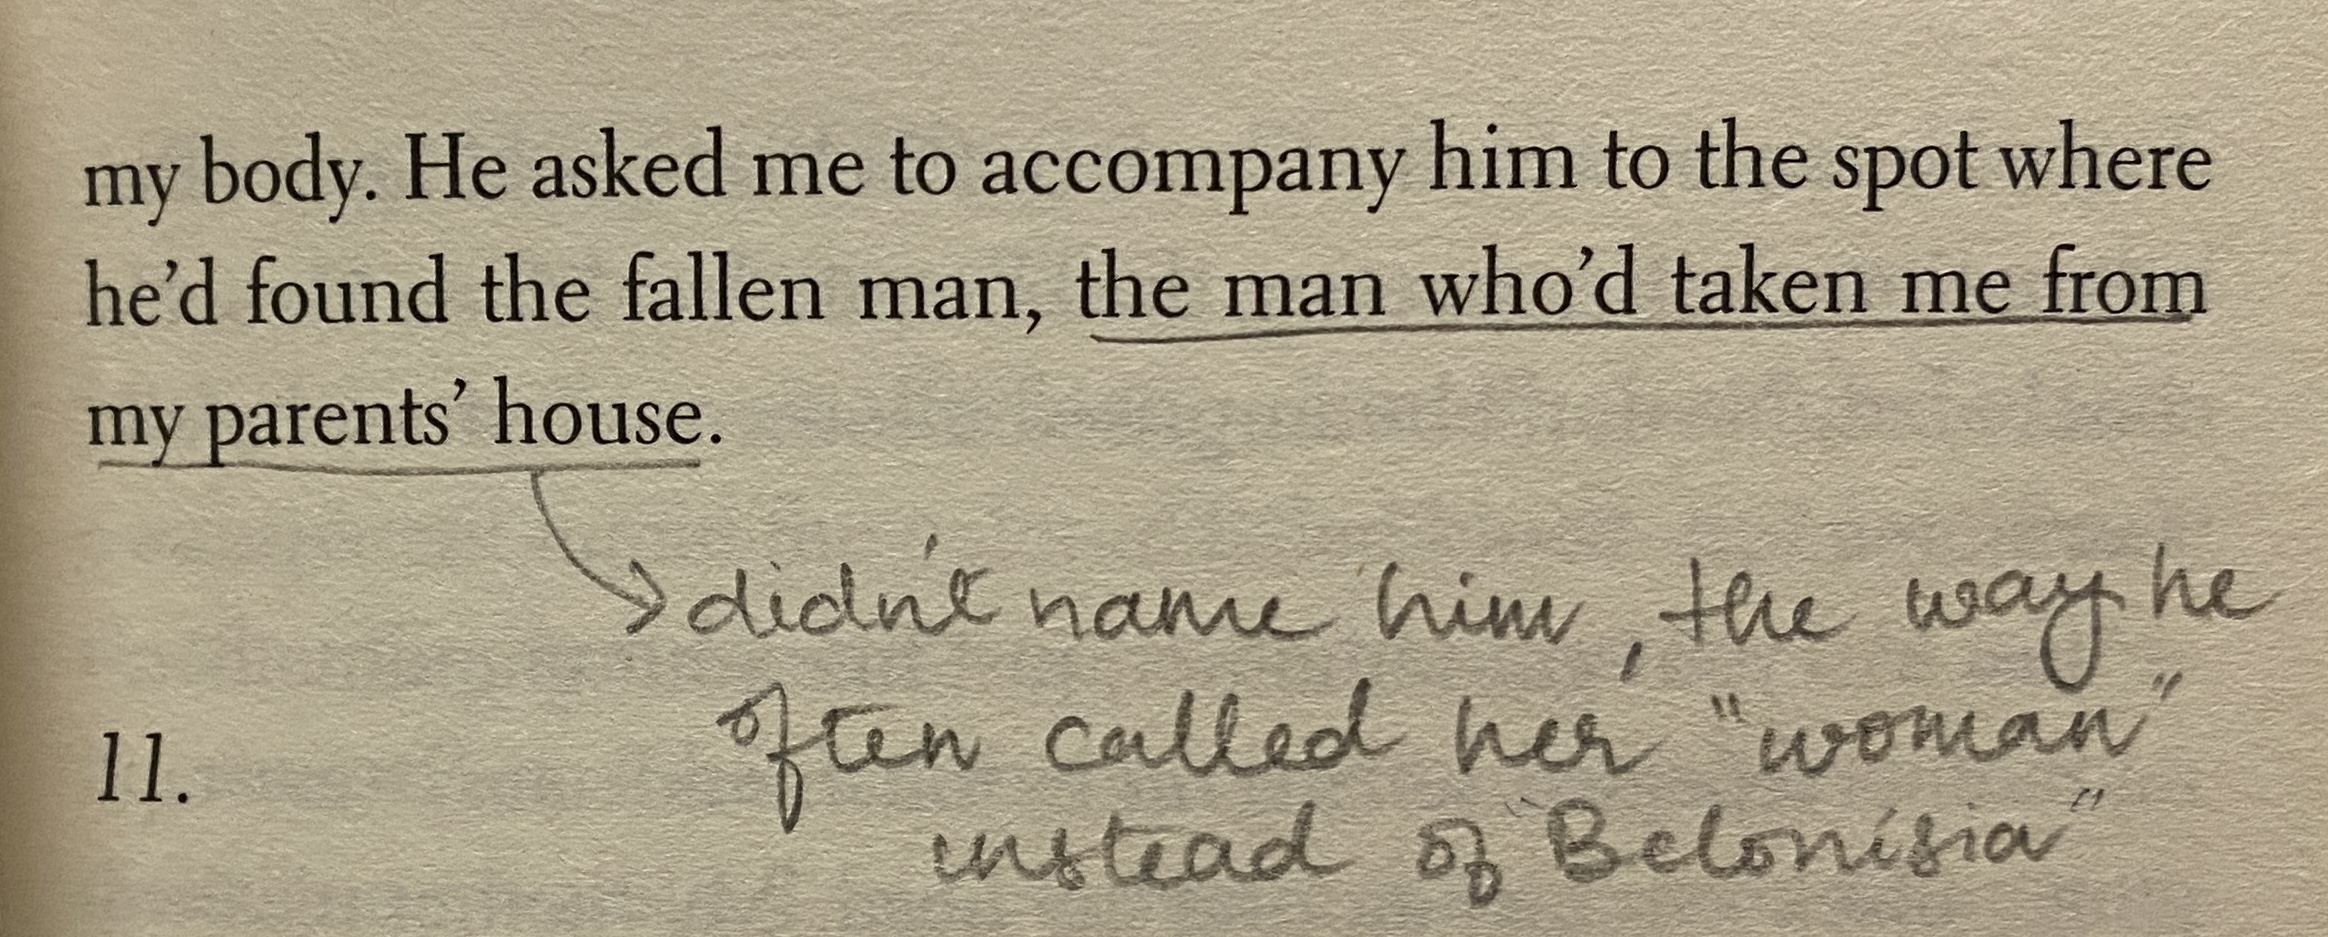 my body. He asked me to accompany him to the spot where
he’d found the fallen man, the man who’d taken me from
my parents’ house.
didn't name him, the way he
often called her "woman"
instead of "Belonísia"
11.